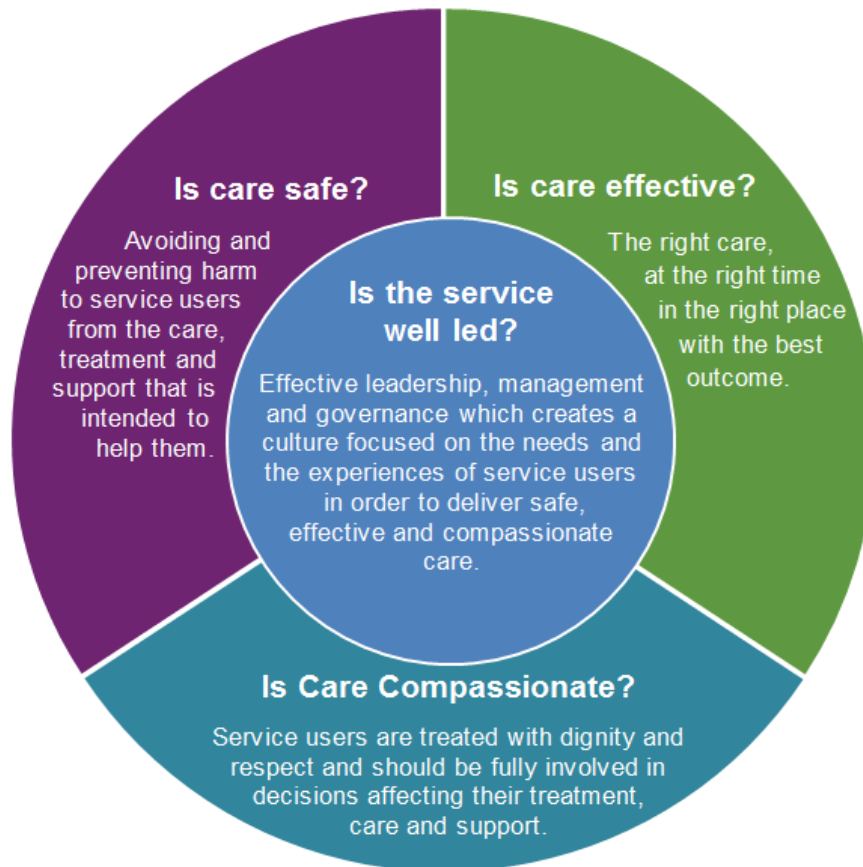 Is care safe?
Avoiding and
preventing harm
to service users
from the care,
treatment and
support that is
intended to
help them.
Is care effective?
The right care,
at the right time
in the right place
with the best
outcome.
Is the service
well led?
Effective leadership, management
and governance which creates a
culture focused on the needs and
the experiences of service users
in order to deliver safe,
effective and compassionate
care.
Is Care Compassionate?
Service users are treated with dignity and
respect and should be fully involved in
decisions affecting their treatment,
care and support.